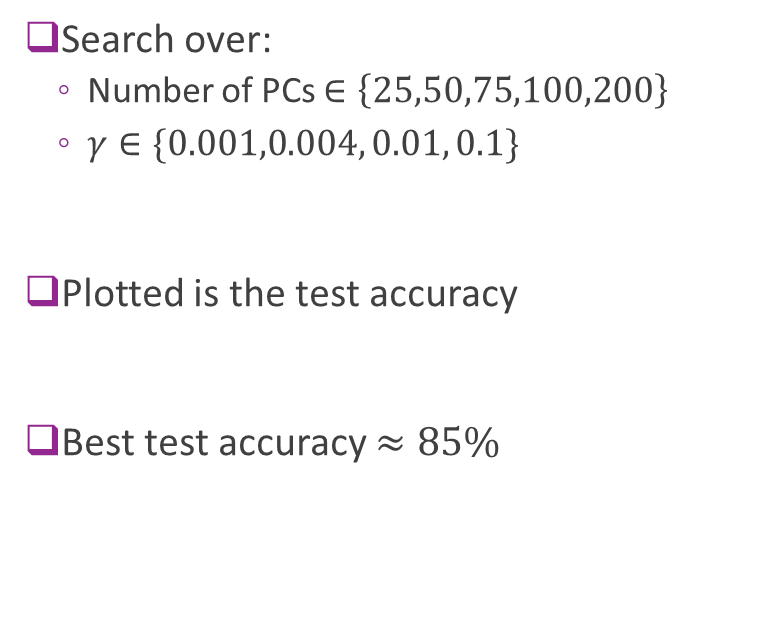 ❑Search over:
◦ Number of PCs ∈ {25,50,75,100,200}
◦ γ ∈ {0.001,0.004, 0.01, 0.1}
❑Plotted is the test accuracy
❑Best test accuracy ≈ 85%